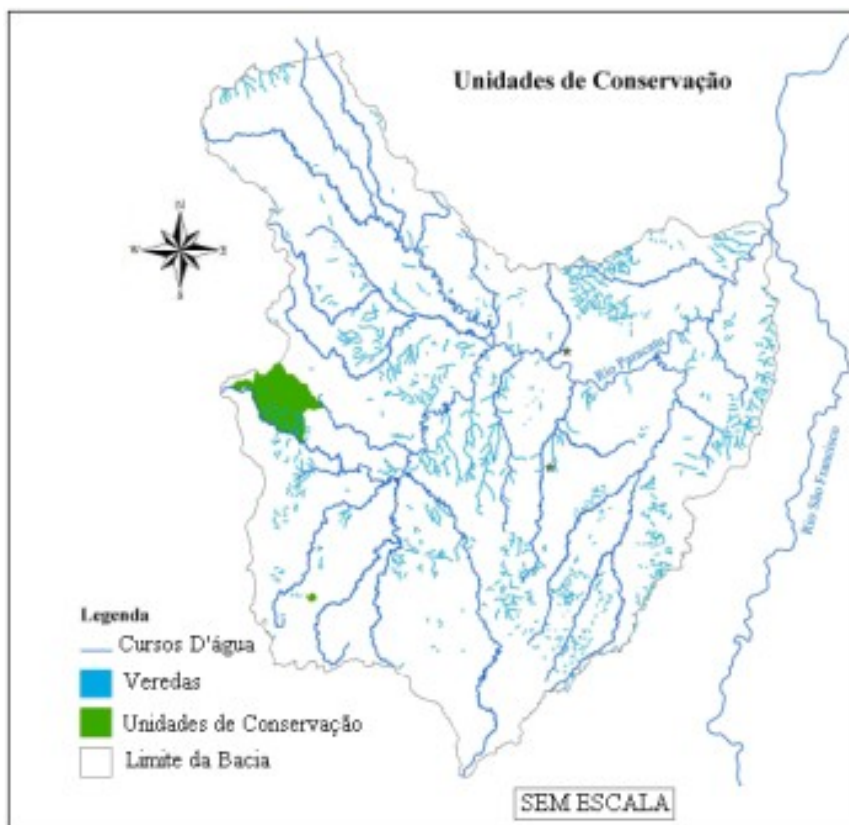 Unidades de Conservação
N
W
E
S
Rio Paracatu
Rio São Francisco
Legenda
Cursos D'água
Veredas
Unidades de Conservação
Limite da Bacia
SEM ESCALA